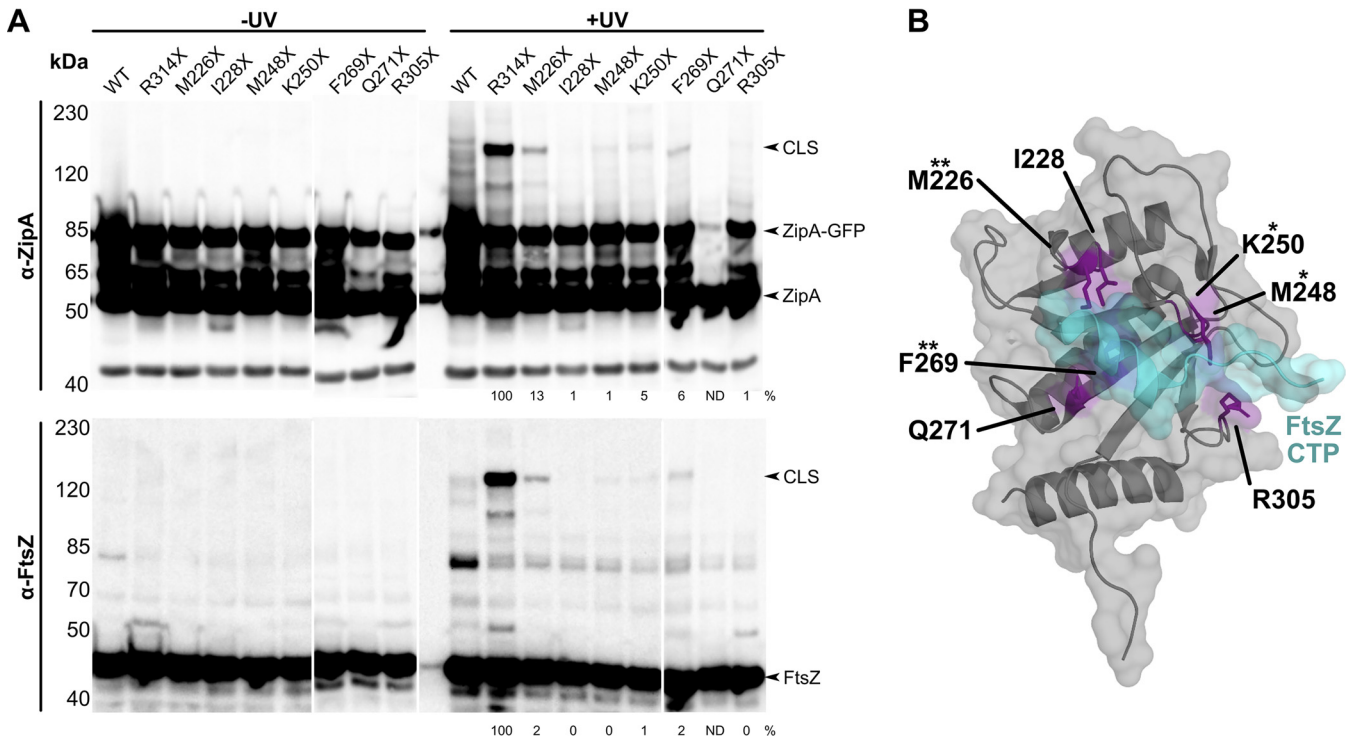 A
-UV
+UV
kDa
WT R314X M226X I228X M248X K250X F269X Q271X R305X
WT R314X M226X I228X M248X K250X F269X Q271X R305X
α-ZipA
230
120
85
65
50
40
CLS
ZipA-GFP
ZipA
100 13 1 1 5 6 ND 1 %
α-FtsZ
230
120
85
70
50
40
CLS
FtsZ
100 2 0 0 1 2 ND 0 %
B
I228
**
M226
*
K250
*
M248
**
F269
Q271
FtsZ
CTP
R305